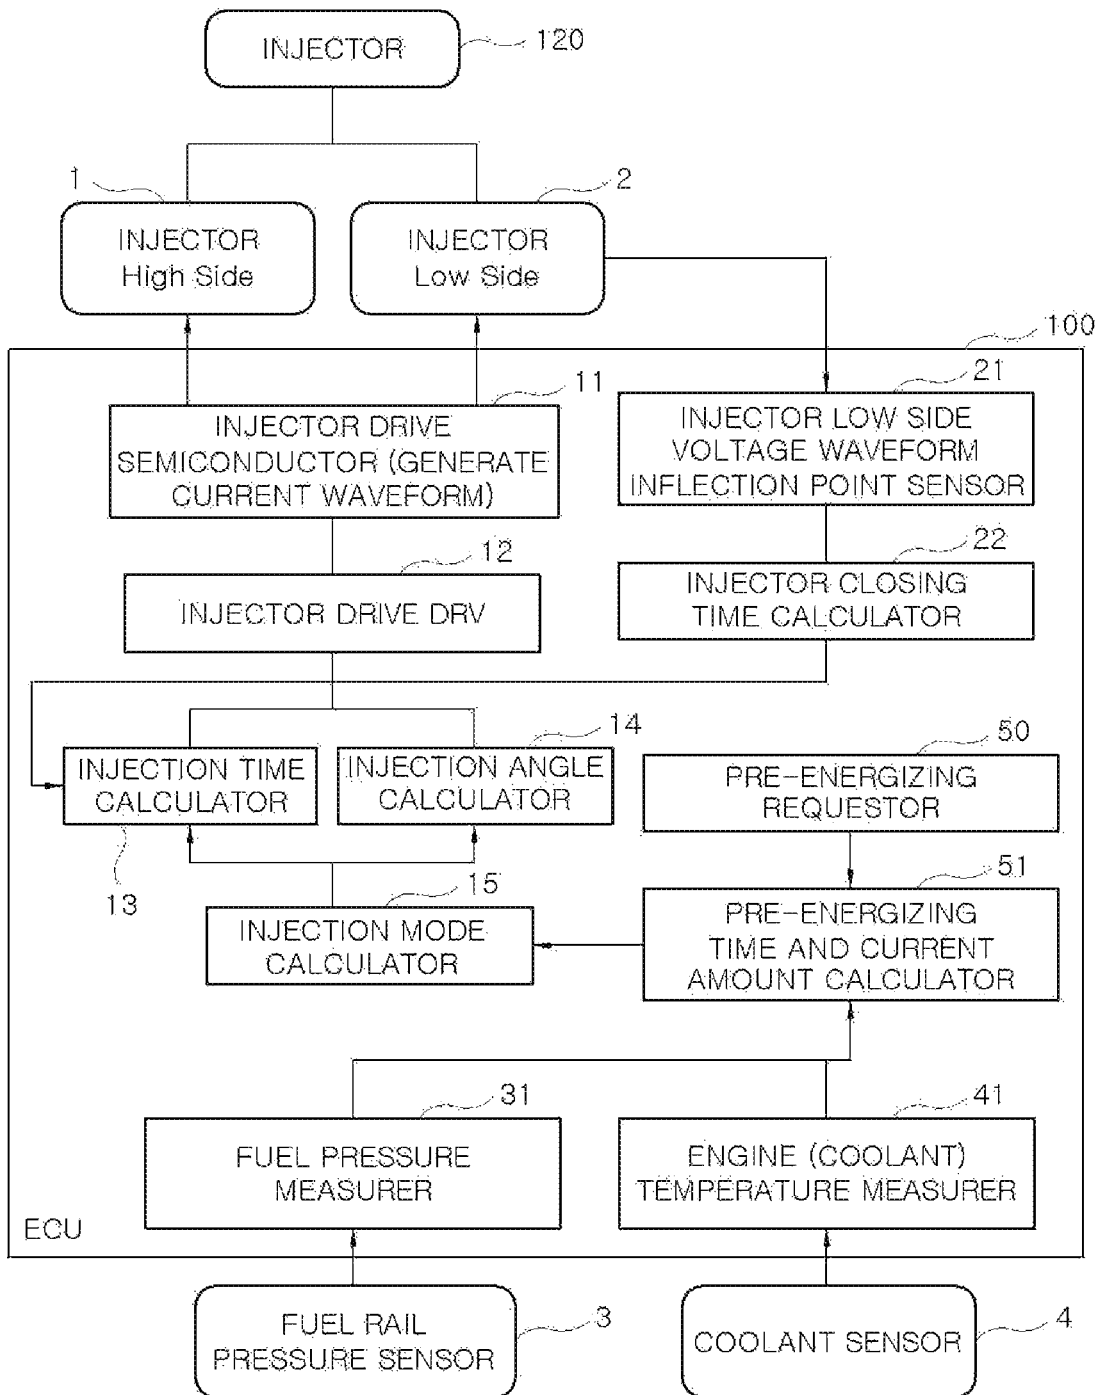 INJECTOR
120
1
2
INJECTOR
High Side
INJECTOR
Low Side
100
11
21
INJECTOR DRIVE
SEMICONDUCTOR (GENERATE
CURRENT WAVEFORM)
INJECTOR LOW SIDE
VOLTAGE WAVEFORM
INFLECTION POINT SENSOR
12
22
INJECTOR DRIVE DRV
INJECTOR CLOSING
TIME CALCULATOR
14
50
INJECTION TIME
CALCULATOR
INJECTION ANGLE
CALCULATOR
PRE-ENERGIZING
REQUESTOR
13
15
51
INJECTION MODE
CALCULATOR
PRE-ENERGIZING
TIME AND CURRENT
AMOUNT CALCULATOR
31
41
FUEL PRESSURE
MEASURER
ENGINE (COOLANT)
TEMPERATURE MEASURER
ECU
FUEL RAIL
PRESSURE SENSOR
3
COOLANT SENSOR
4